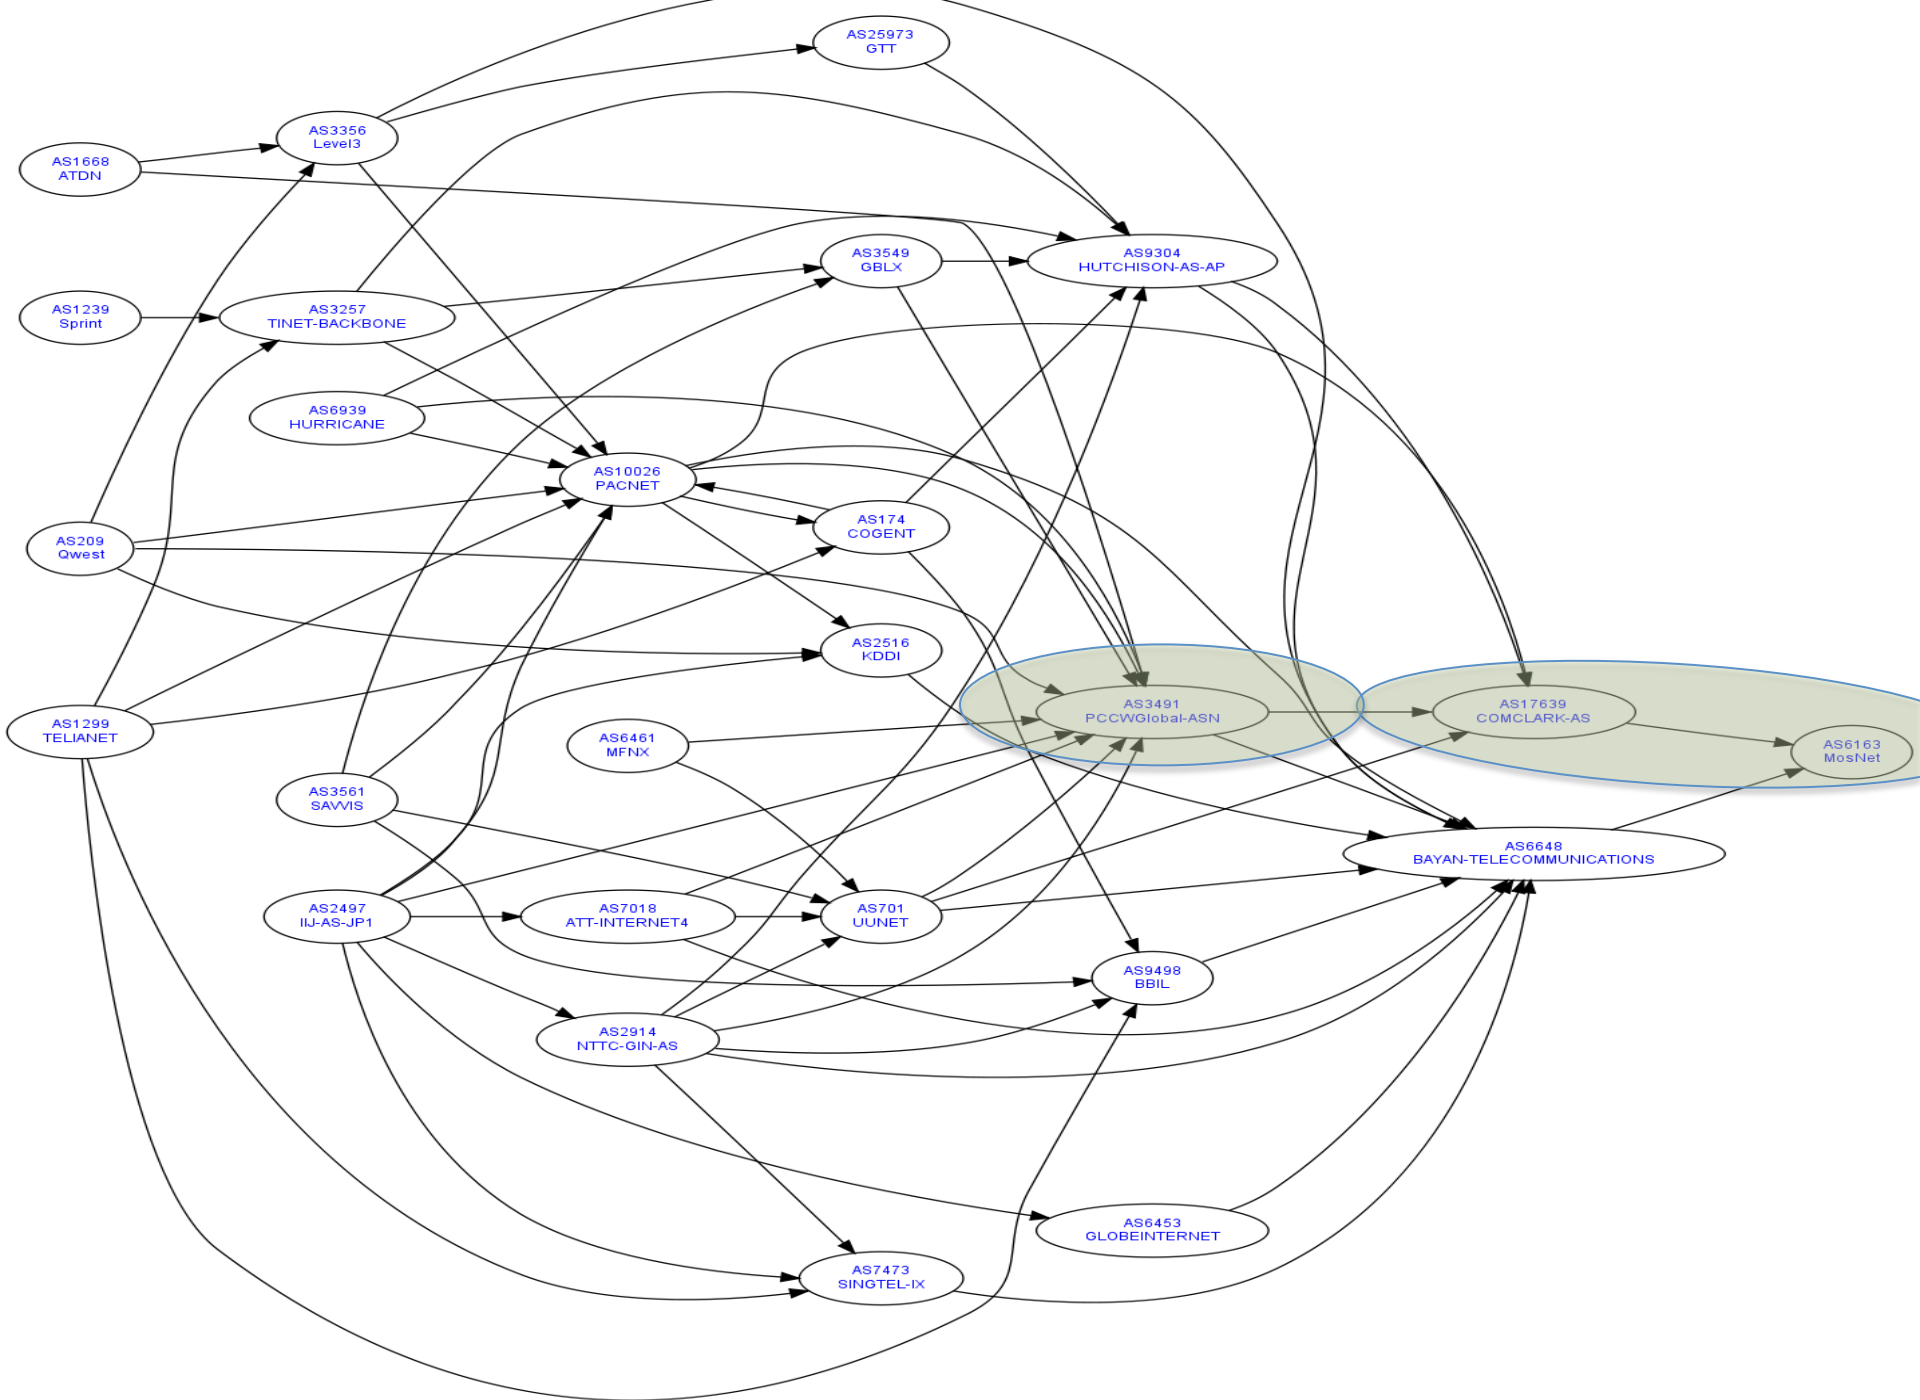 AS25973
GTT
AS3356
Level3
AS1668
ATDN
AS3549
GBLX
AS9304
HUTCHISON-AS-AP
AS1239
Sprint
AS3257
TINET-BACKBONE
AS6939
HURRICANE
AS10026
PACNET
AS174
COGENT
AS209
Qwest
AS2516
KDDI
AS3491
PCCWGlobal-ASN
AS17639
COMCLARK-AS
AS1299
TELIANET
AS6461
MFNX
AS6163
MosNet
AS3561
SAVVIS
AS6648
BAYAN-TELECOMMUNICATIONS
AS2497
IIJ-AS-JP1
AS7018
ATT-INTERNET4
AS701
UUNET
AS9498
BBIL
AS2914
NTTC-GIN-AS
AS6453
GLOBEINTERNET
AS7473
SINGTEL-IX